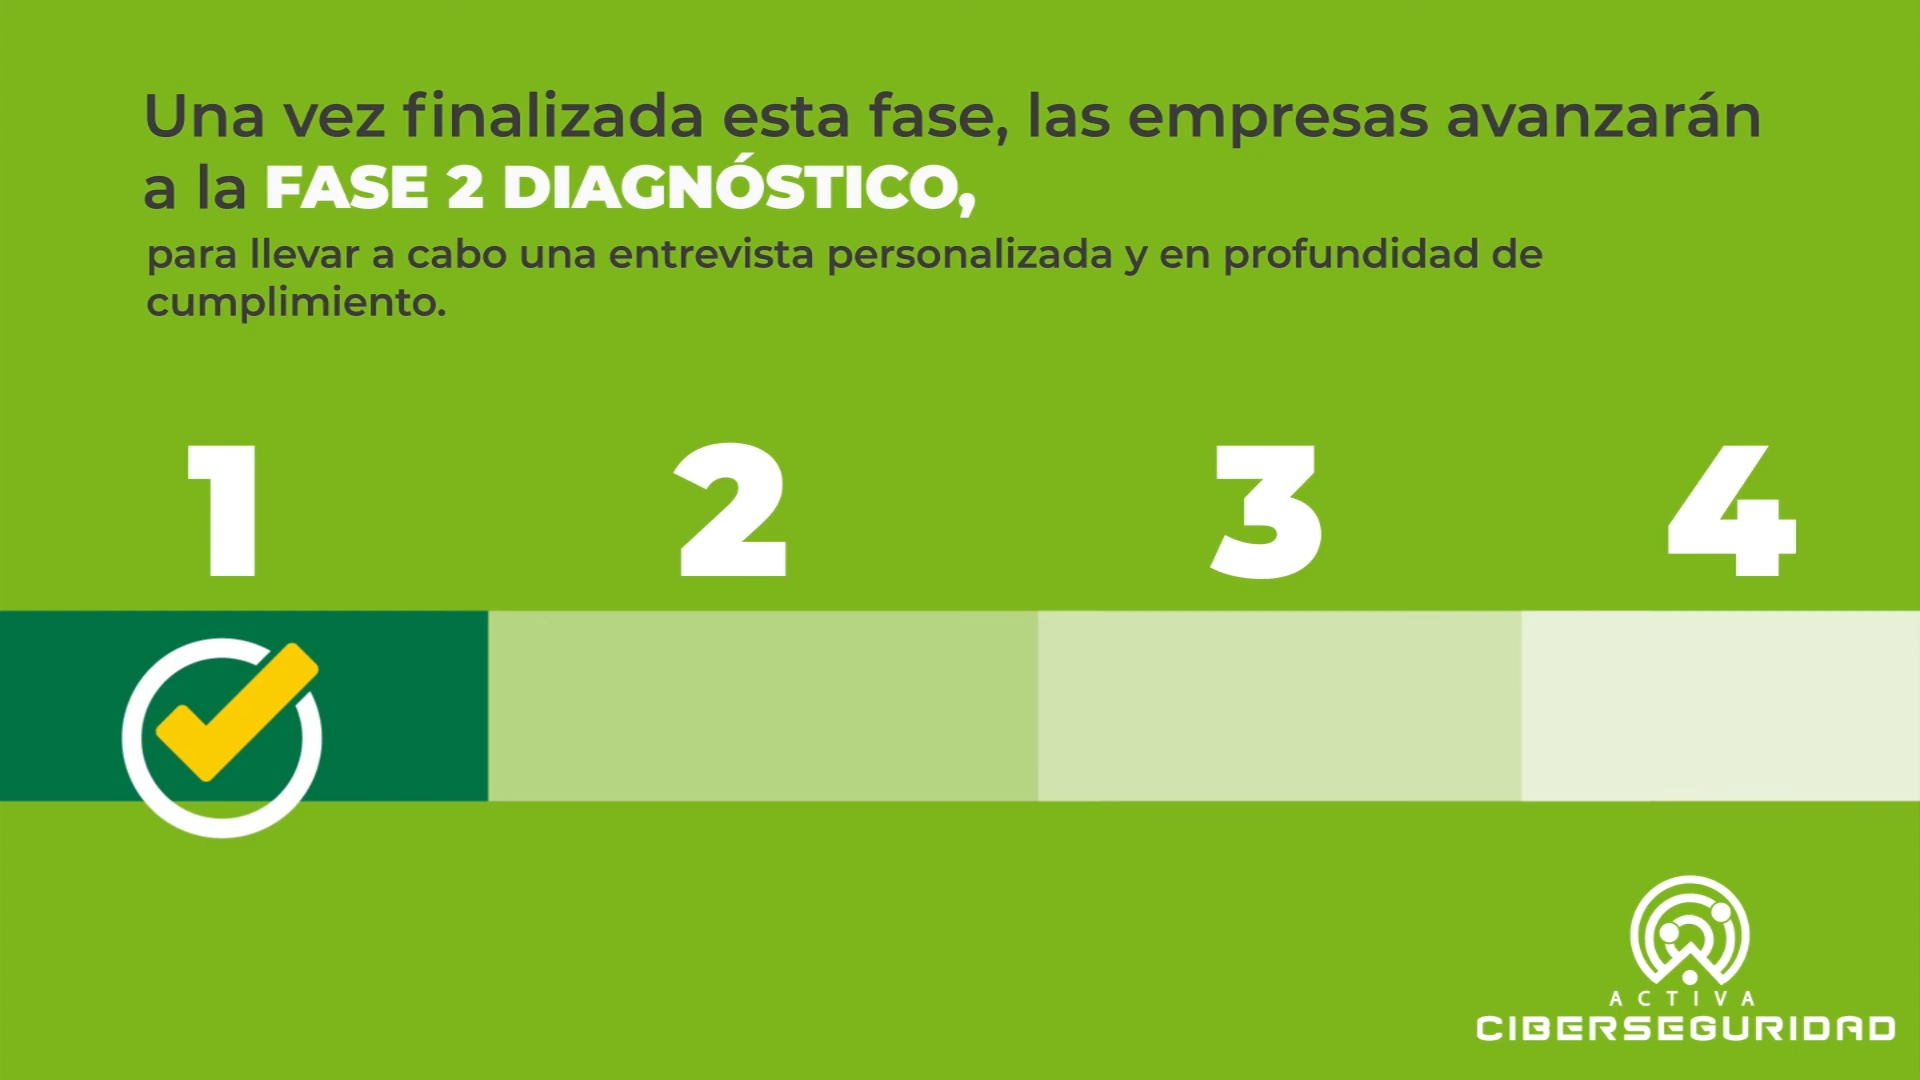 Una vez finalizada esta fase, las empresas avanzarán
a la FASE 2 DIAGNÓSTICO,
para llevar a cabo una entrevista personalizada y en profundidad de
cumplimiento.
1 2 3 4
ACTIVA
CIBERSEGURIDAD